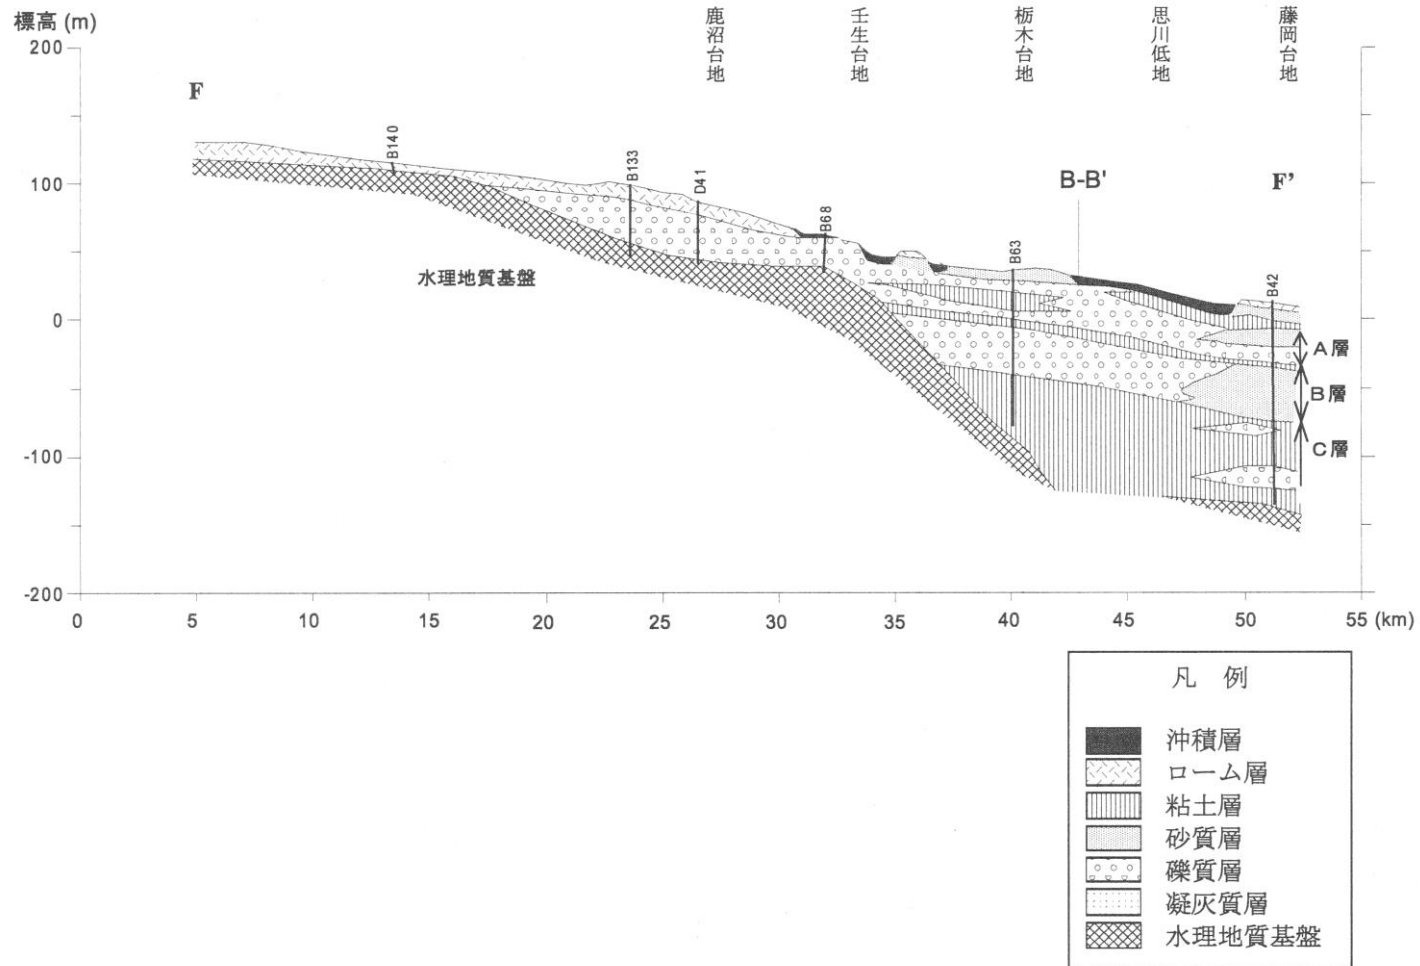 標高 (m)
鹿沼台地
壬生台地
栃木台地
思川低地
藤岡台地
200
F
B140
B133
D41
B68
B63
B-B'
F’
B42
100
水理地質基盤
0
A層
B層
C層
-100
-200
0 5 10 15 20 25 30 35 40 45 50 55 (km)
凡 例
沖積層
ローム層
粘土層
砂質層
礫質層
凝灰質層
水理地質基盤